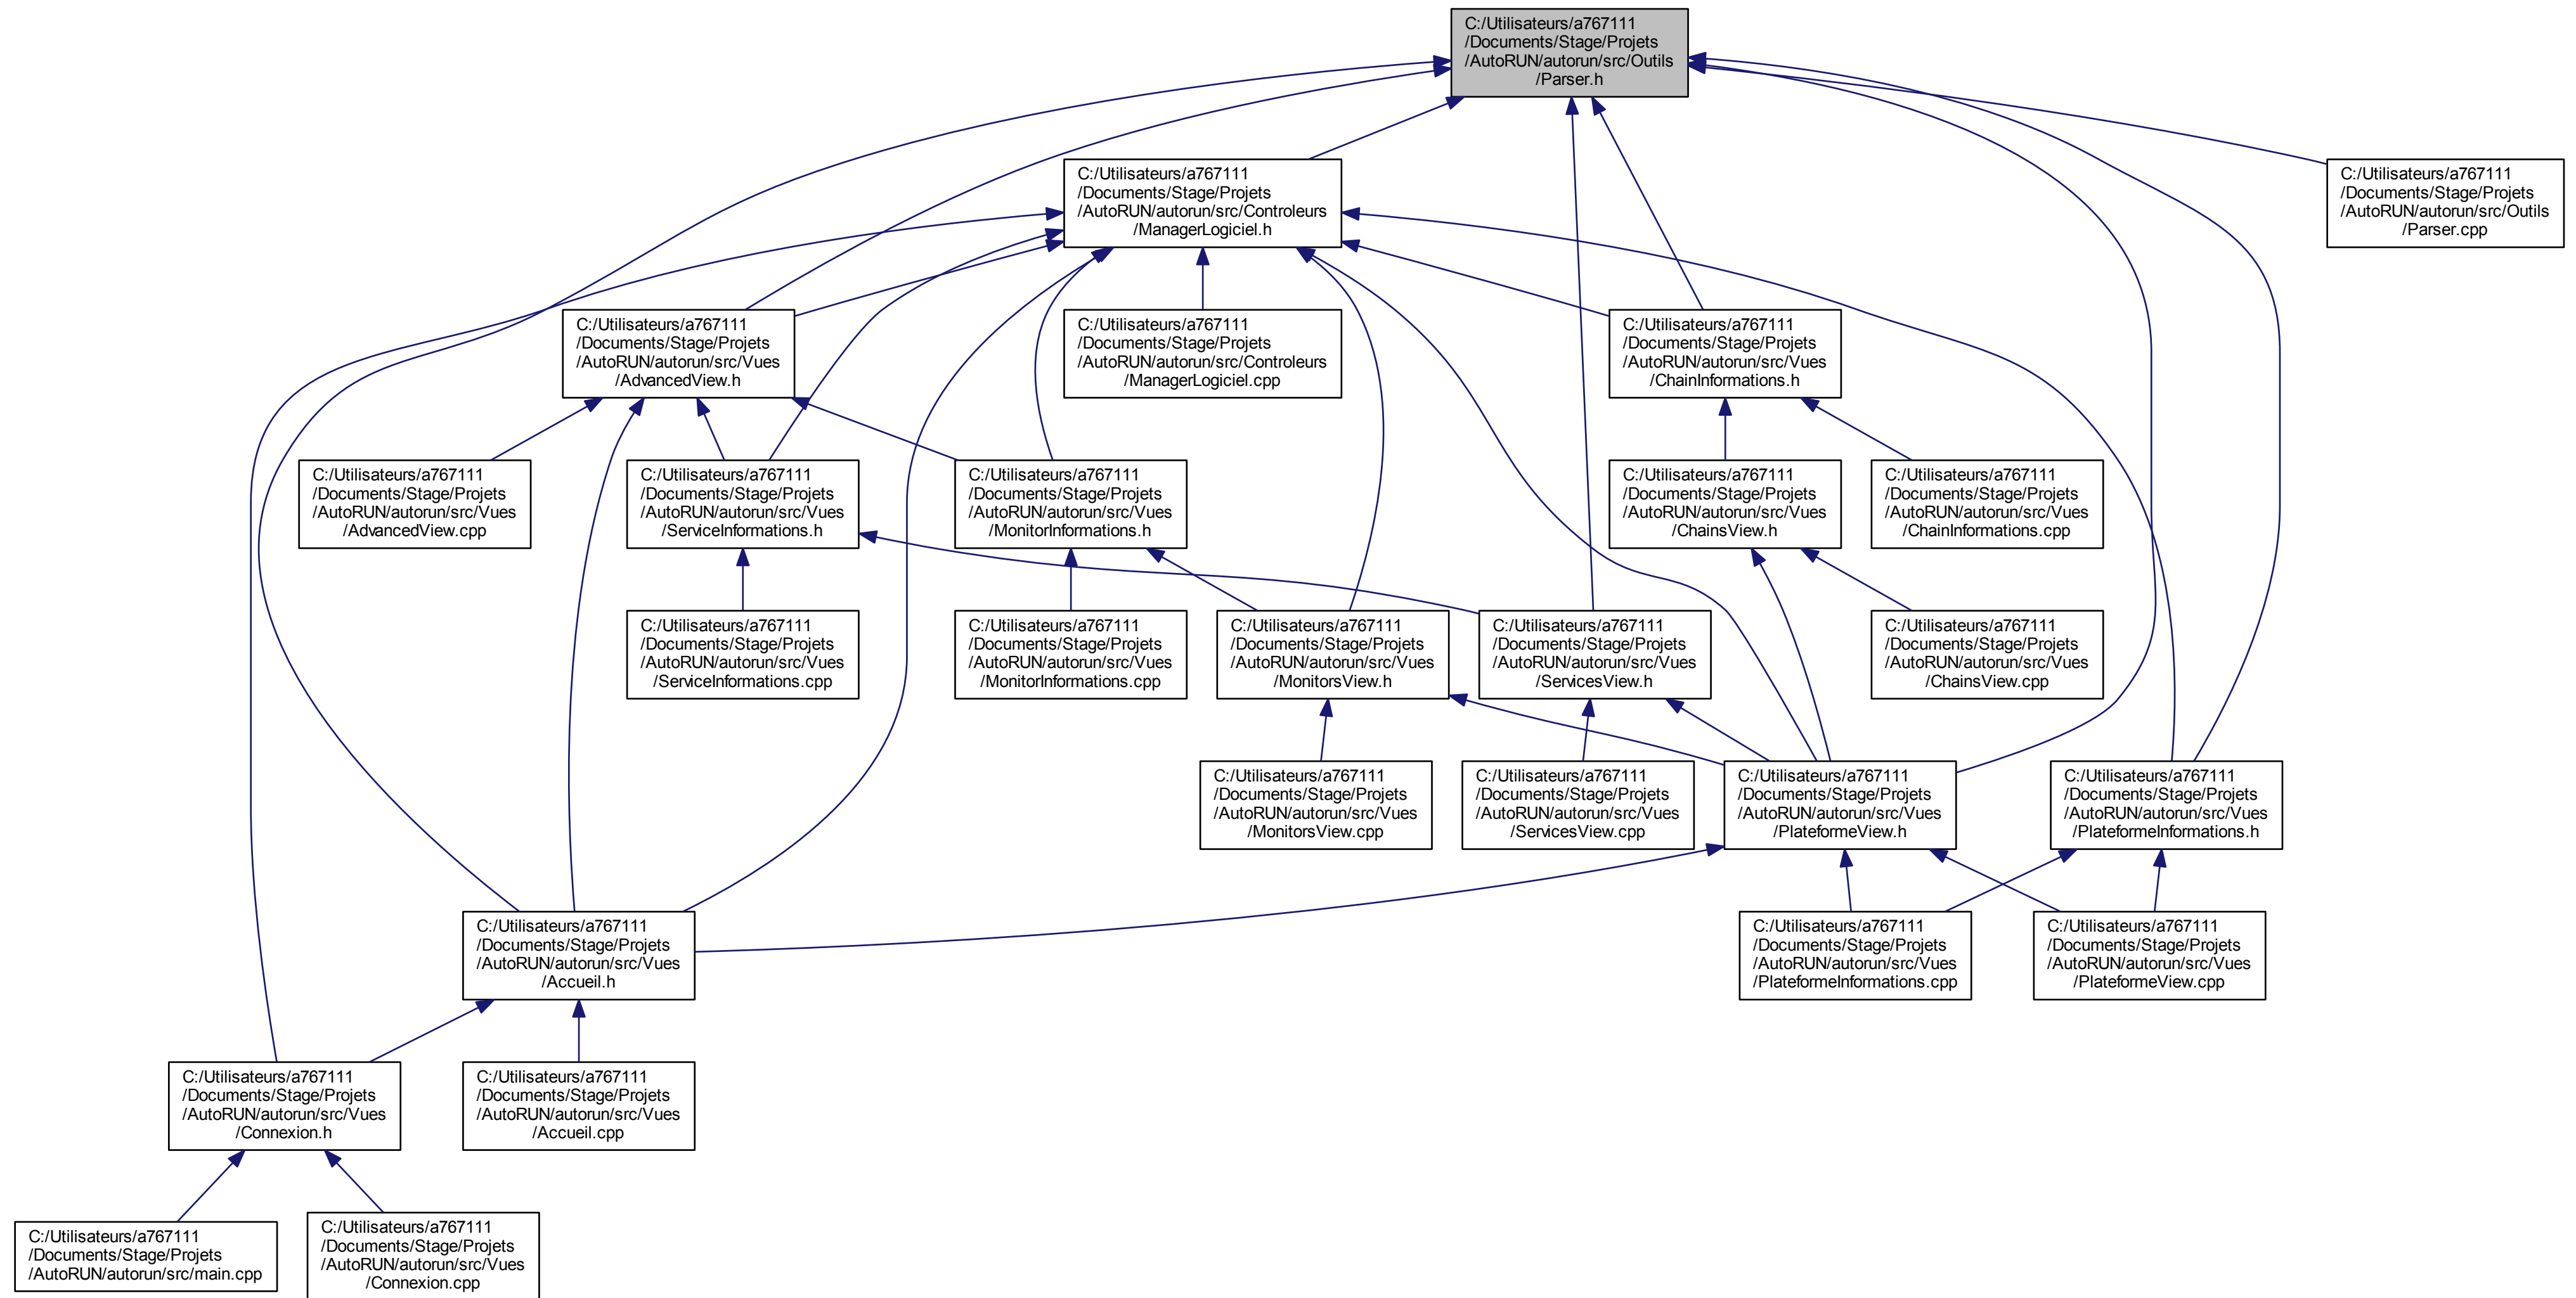 C:/Utilisateurs/a767111
/Documents/Stage/Projets
/AutoRUN/autorun/src/Outils
/Parser.h
C:/Utilisateurs/a767111
/Documents/Stage/Projets
/AutoRUN/autorun/src/Controleurs
/ManagerLogiciel.h
C:/Utilisateurs/a767111
/Documents/Stage/Projets
/AutoRUN/autorun/src/Outils
/Parser.cpp
C:/Utilisateurs/a767111
/Documents/Stage/Projets
/AutoRUN/autorun/src/Vues
/AdvancedView.h
C:/Utilisateurs/a767111
/Documents/Stage/Projets
/AutoRUN/autorun/src/Controleurs
/ManagerLogiciel.cpp
C:/Utilisateurs/a767111
/Documents/Stage/Projets
/AutoRUN/autorun/src/Vues
/ChainInformations.h
C:/Utilisateurs/a767111
/Documents/Stage/Projets
/AutoRUN/autorun/src/Vues
/AdvancedView.cpp
C:/Utilisateurs/a767111
/Documents/Stage/Projets
/AutoRUN/autorun/src/Vues
/ServiceInformations.h
C:/Utilisateurs/a767111
/Documents/Stage/Projets
/AutoRUN/autorun/src/Vues
/MonitorInformations.h
C:/Utilisateurs/a767111
/Documents/Stage/Projets
/AutoRUN/autorun/src/Vues
/ChainsView.h
C:/Utilisateurs/a767111
/Documents/Stage/Projets
/AutoRUN/autorun/src/Vues
/ChainInformations.cpp
C:/Utilisateurs/a767111
/Documents/Stage/Projets
/AutoRUN/autorun/src/Vues
/ServiceInformations.cpp
C:/Utilisateurs/a767111
/Documents/Stage/Projets
/AutoRUN/autorun/src/Vues
/MonitorInformations.cpp
C:/Utilisateurs/a767111
/Documents/Stage/Projets
/AutoRUN/autorun/src/Vues
/MonitorsView.h
C:/Utilisateurs/a767111
/Documents/Stage/Projets
/AutoRUN/autorun/src/Vues
/ServicesView.h
C:/Utilisateurs/a767111
/Documents/Stage/Projets
/AutoRUN/autorun/src/Vues
/ChainsView.cpp
C:/Utilisateurs/a767111
/Documents/Stage/Projets
/AutoRUN/autorun/src/Vues
/MonitorsView.cpp
C:/Utilisateurs/a767111
/Documents/Stage/Projets
/AutoRUN/autorun/src/Vues
/ServicesView.cpp
C:/Utilisateurs/a767111
/Documents/Stage/Projets
/AutoRUN/autorun/src/Vues
/PlateformeView.h
C:/Utilisateurs/a767111
/Documents/Stage/Projets
/AutoRUN/autorun/src/Vues
/PlateformeInformations.h
C:/Utilisateurs/a767111
/Documents/Stage/Projets
/AutoRUN/autorun/src/Vues
/Accueil.h
C:/Utilisateurs/a767111
/Documents/Stage/Projets
/AutoRUN/autorun/src/Vues
/PlateformeInformations.cpp
C:/Utilisateurs/a767111
/Documents/Stage/Projets
/AutoRUN/autorun/src/Vues
/PlateformeView.cpp
C:/Utilisateurs/a767111
/Documents/Stage/Projets
/AutoRUN/autorun/src/Vues
/Connexion.h
C:/Utilisateurs/a767111
/Documents/Stage/Projets
/AutoRUN/autorun/src/Vues
/Accueil.cpp
C:/Utilisateurs/a767111
/Documents/Stage/Projets
/AutoRUN/autorun/src/main.cpp
C:/Utilisateurs/a767111
/Documents/Stage/Projets
/AutoRUN/autorun/src/Vues
/Connexion.cpp